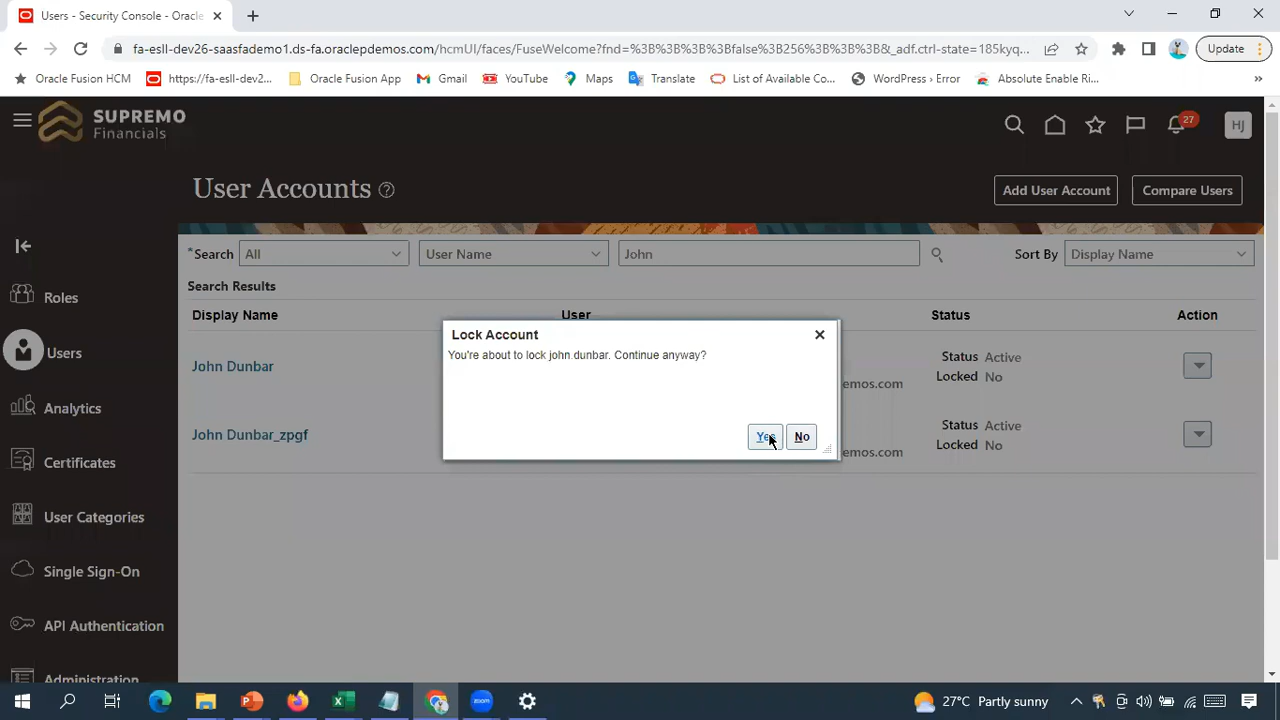 Users - Security Console - Oracle
fa-esll-dev26-saasfademo1.ds-fa.oraclepdemos.com/hcmUI/faces/FuseWelcome?fnd=%3B%3B%3B%3Bfalse%3B256%3B%3B%3B&_adf.ctrl-state=185kyq...
Update
Oracle Fusion HCM
https://fa-esll-dev2...
Oracle Fusion App
Gmail
YouTube
Maps
Translate
List of Available Co...
WordPress › Error
Absolute Enable Ri...
»
SUPREMO
Financials
27
HJ
User Accounts
Add User Account
Compare Users
*Search
All
User Name
John
Sort By
Display Name
Search Results
Display Name
User
Status
Action
John Dunbar
Status Active
emos.com
Locked No
John Dunbar_zpgf
Status Active
emos.com
Locked No
Lock Account
You're about to lock john.dunbar. Continue anyway?
Yes
No
Roles
Users
Analytics
Certificates
User Categories
Single Sign-On
API Authentication
Administration
zoom
27°C Partly sunny